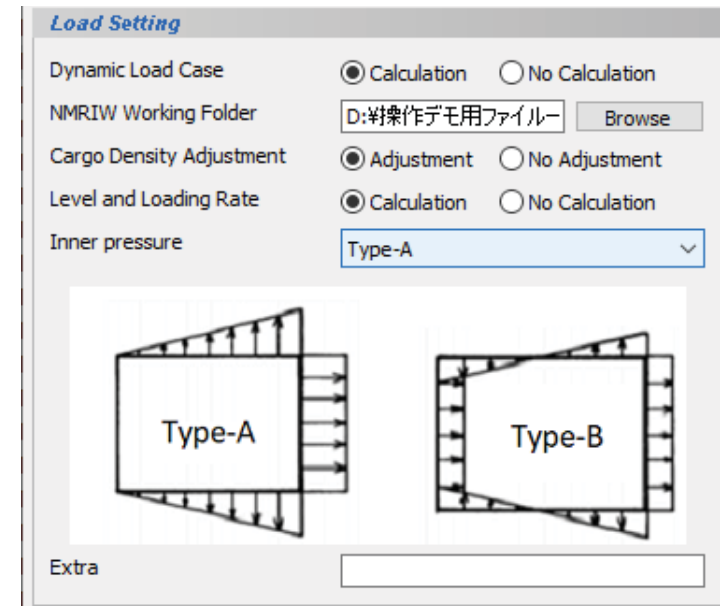 Load Setting
Dynamic Load Case Calculation No Calculation
NMRIW Working Folder D:¥操作デモ用ファイルー Browse
Cargo Density Adjustment Adjustment No Adjustment
Level and Loading Rate Calculation No Calculation
Inner pressure Type-A
Type-A Type-B
Extra